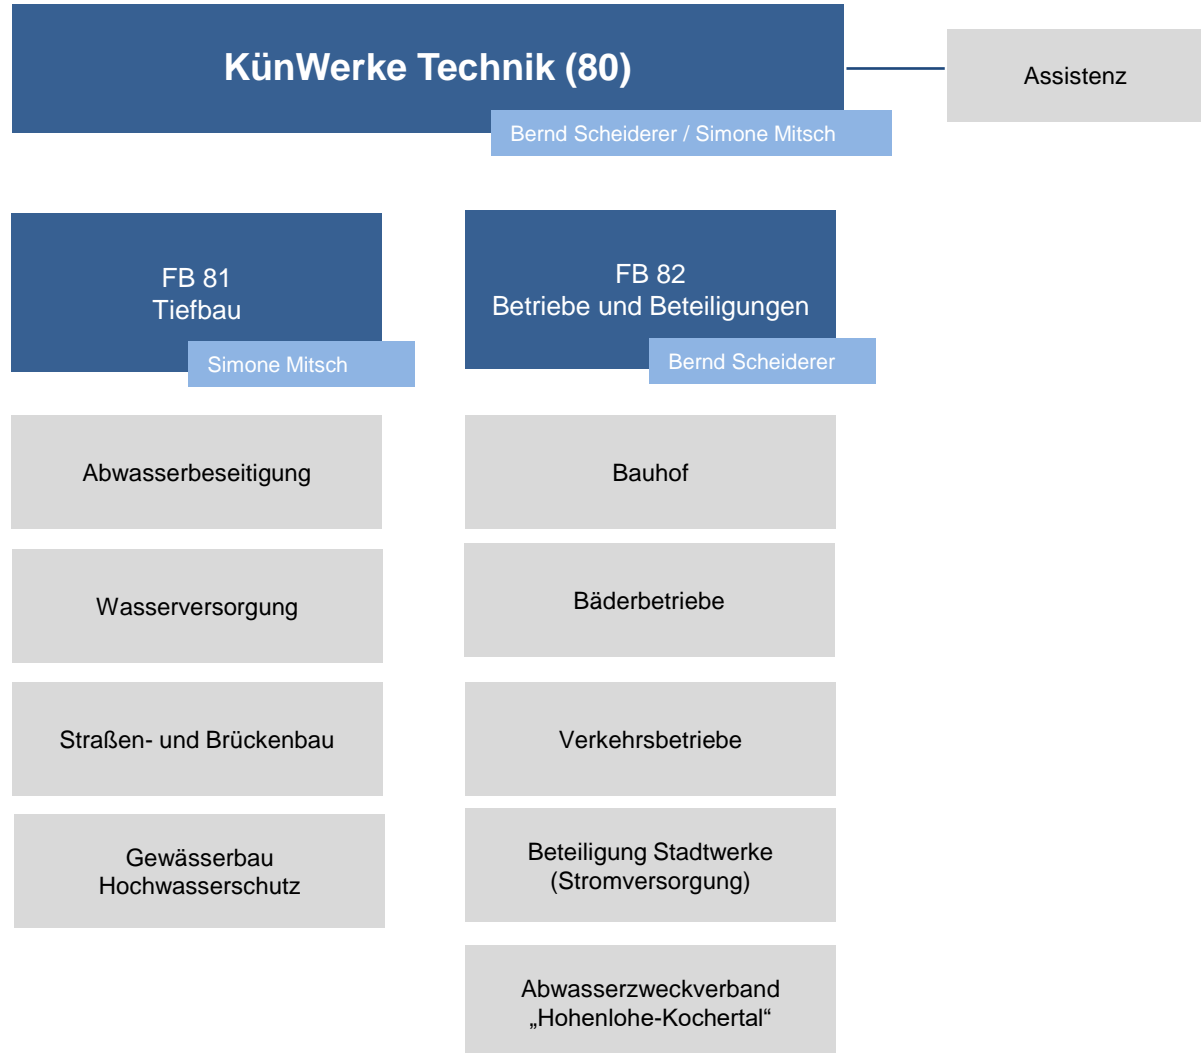 KünWerke Technik (80)
Assistenz
Bernd Scheiderer / Simone Mitsch
FB 81
Tiefbau
Simone Mitsch
FB 82
Betriebe und Beteiligungen
Bernd Scheiderer
Abwasserbeseitigung
Wasserversorgung
Straßen- und Brückenbau
Gewässerbau
Hochwasserschutz
Bauhof
Bäderbetriebe
Verkehrsbetriebe
Beteiligung Stadtwerke
(Stromversorgung)
Abwasserzweckverband
„Hohenlohe-Kochertal“